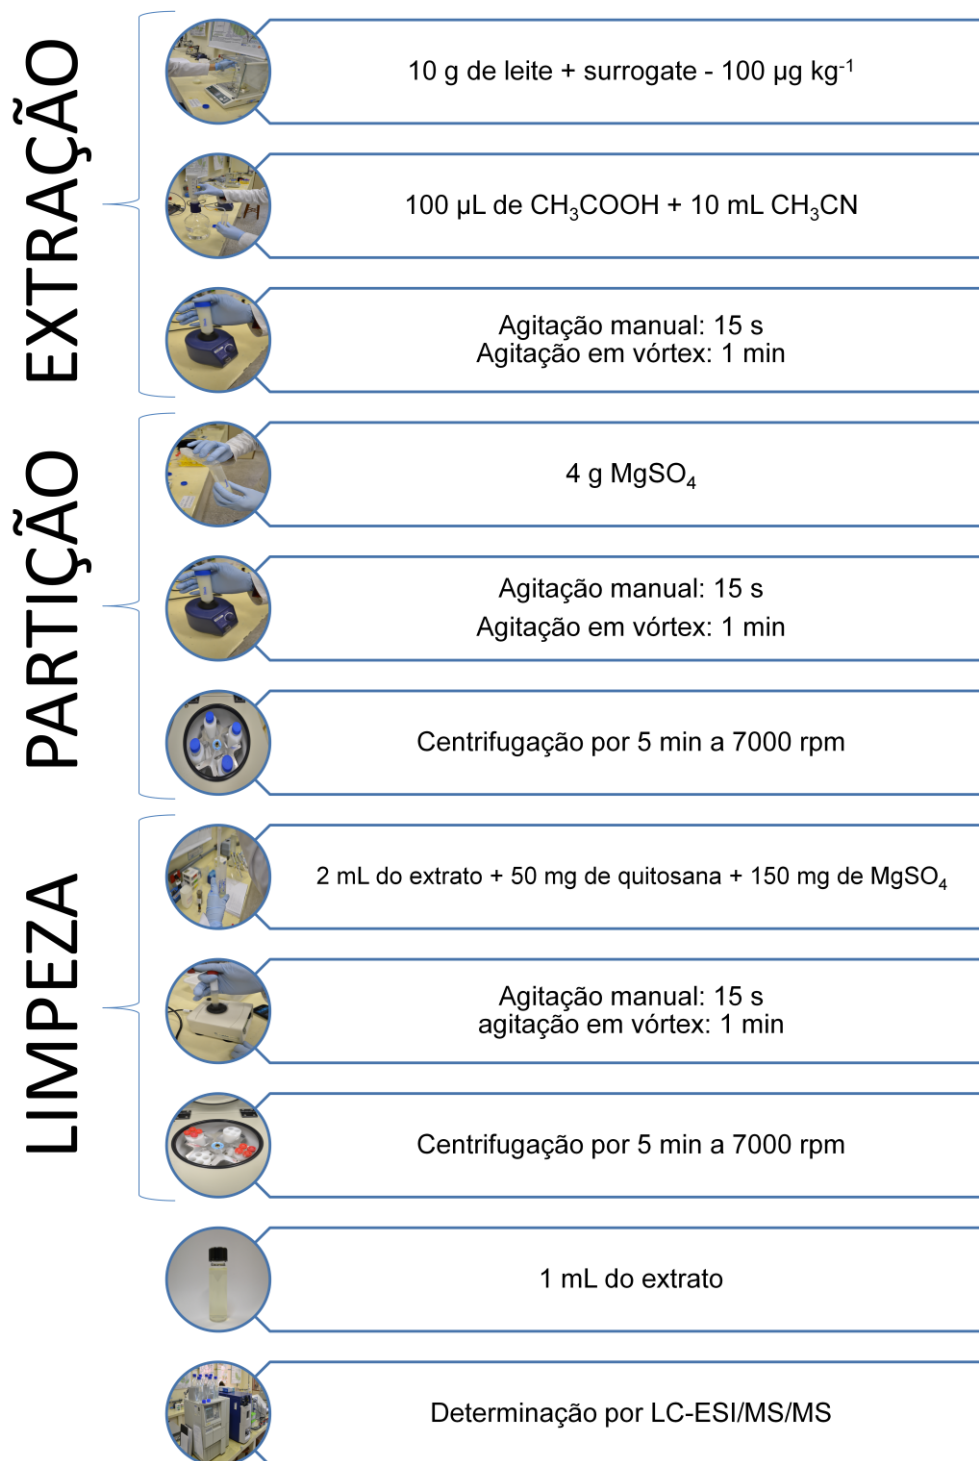 EXTRAÇÃO
10 g de leite + surrogate - 100 µg kg⁻¹
100 µL de CH₃COOH + 10 mL CH₃CN
Agitação manual: 15 s
Agitação em vórtex: 1 min
PARTIÇÃO
4 g MgSO₄
Agitação manual: 15 s
Agitação em vórtex: 1 min
Centrifugação por 5 min a 7000 rpm
LIMPEZA
2 mL do extrato + 50 mg de quitosana + 150 mg de MgSO₄
Agitação manual: 15 s
agitação em vórtex: 1 min
Centrifugação por 5 min a 7000 rpm
1 mL do extrato
Determinação por LC-ESI/MS/MS